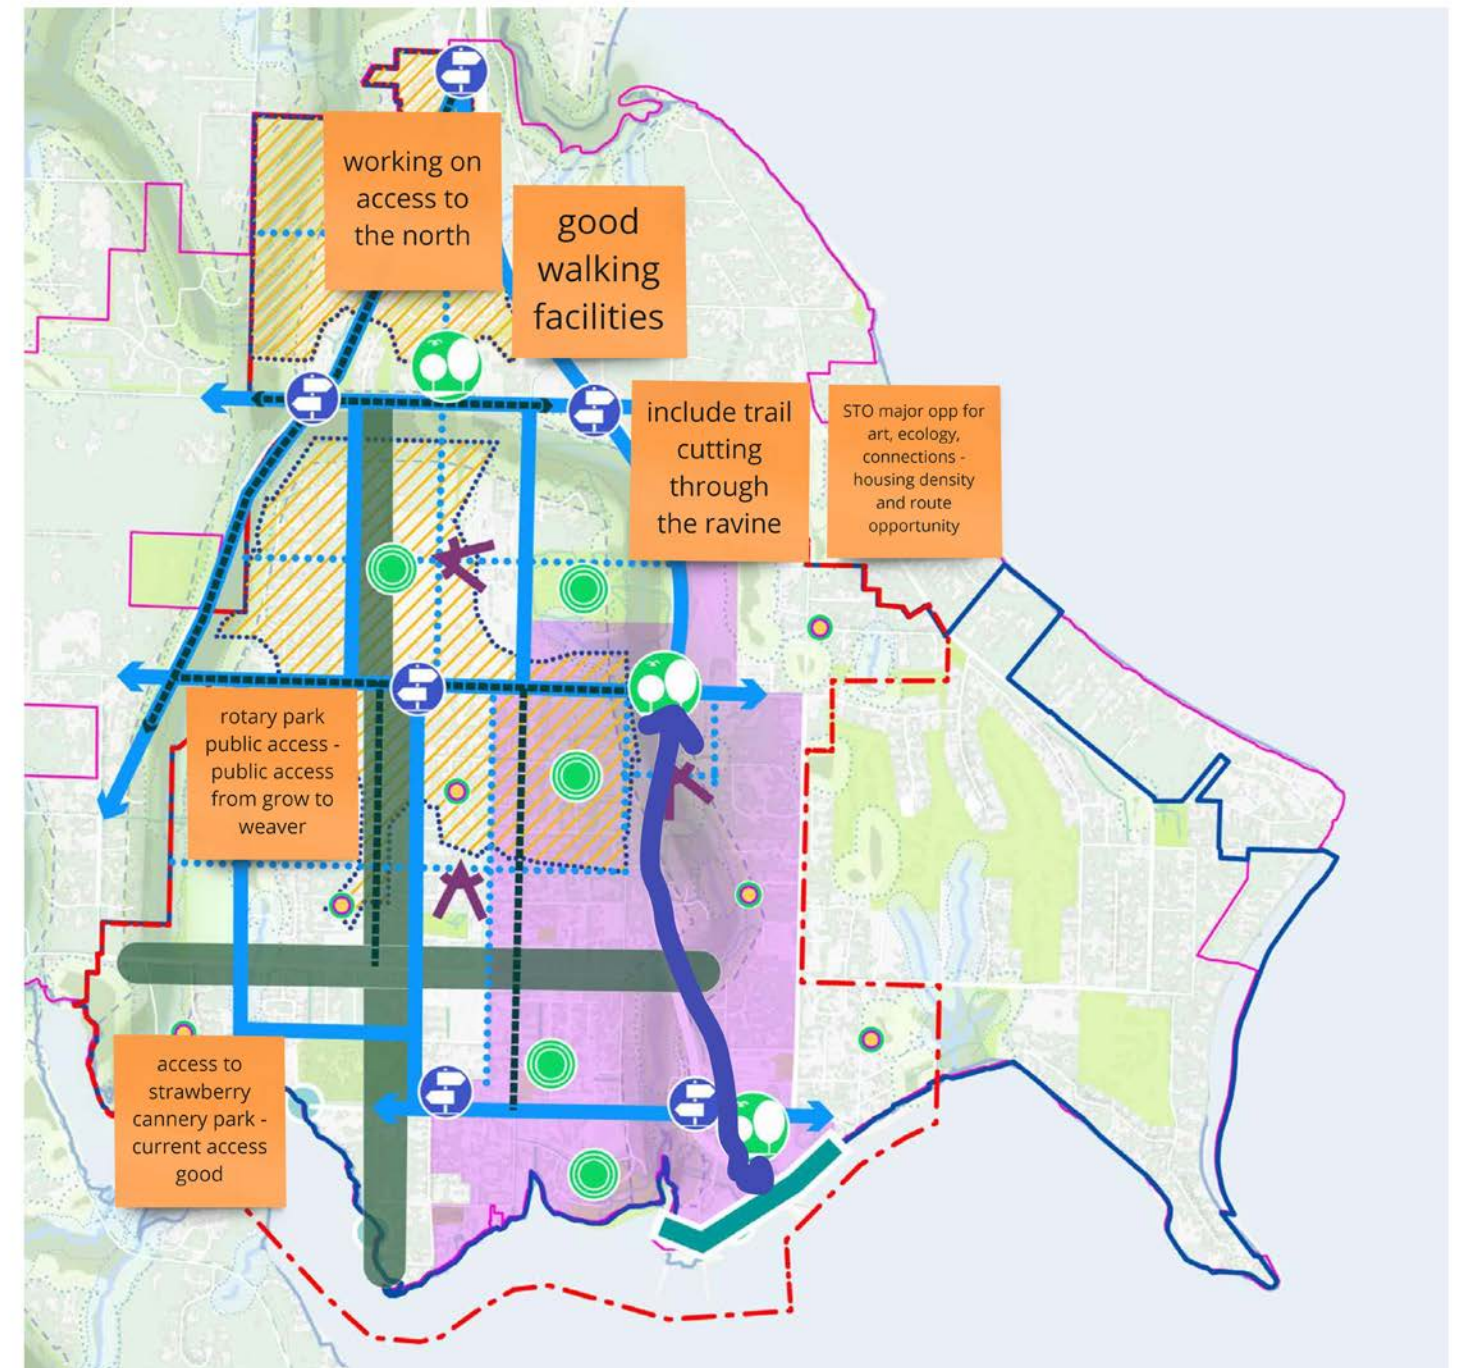 working on
access to
the north
good
walking
facilities
include trail
cutting
through
the ravine
STO major opp for
art, ecology,
connections -
housing density
and route
opportunity
rotary park
public access -
public access
from grow to
weaver
access to
strawberry
cannery park -
current access
good